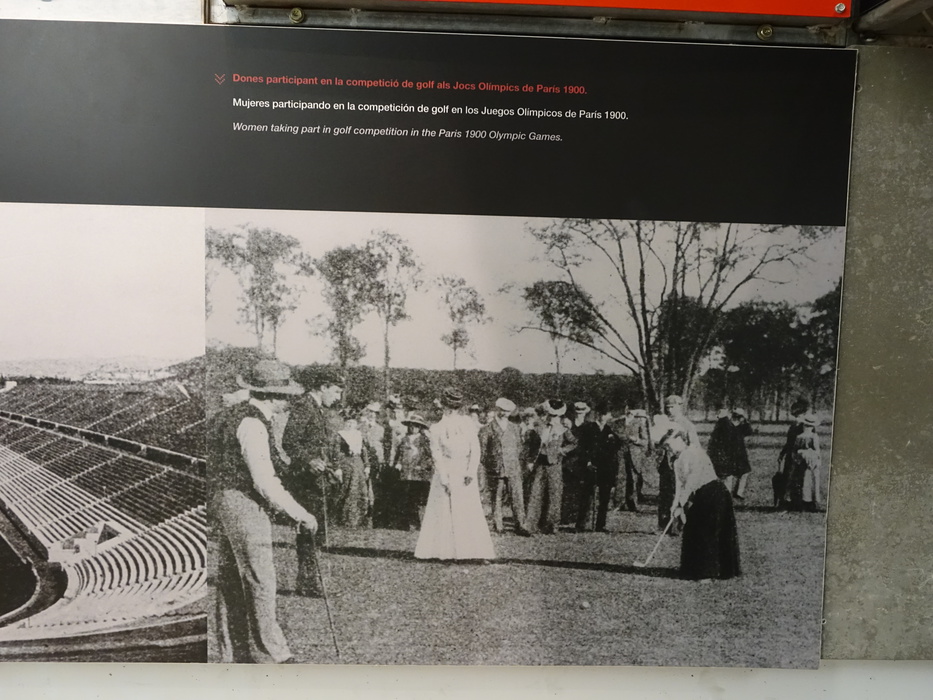 Dones participant en la competició de golf als Jocs Olímpics de París 1900.
Mujeres participando en la competición de golf en los Juegos Olímpicos de París 1900.
Women taking part in golf competition in the Paris 1900 Olympic Games.